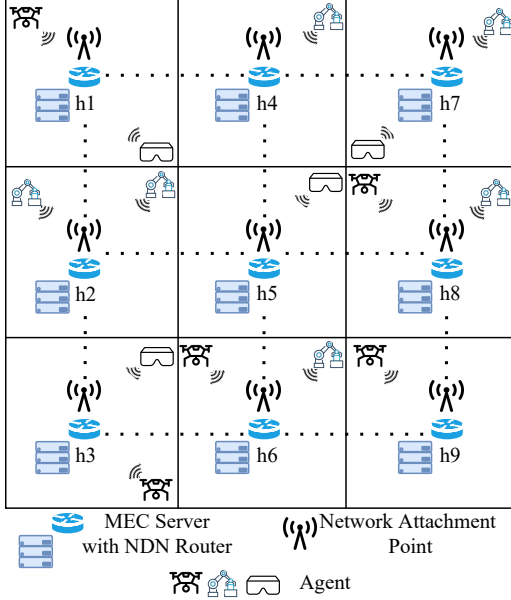 h1
h4
h7
h2
h5
h8
h3
h6
h9
MEC Server
with NDN Router
Network Attachment
Point
Agent